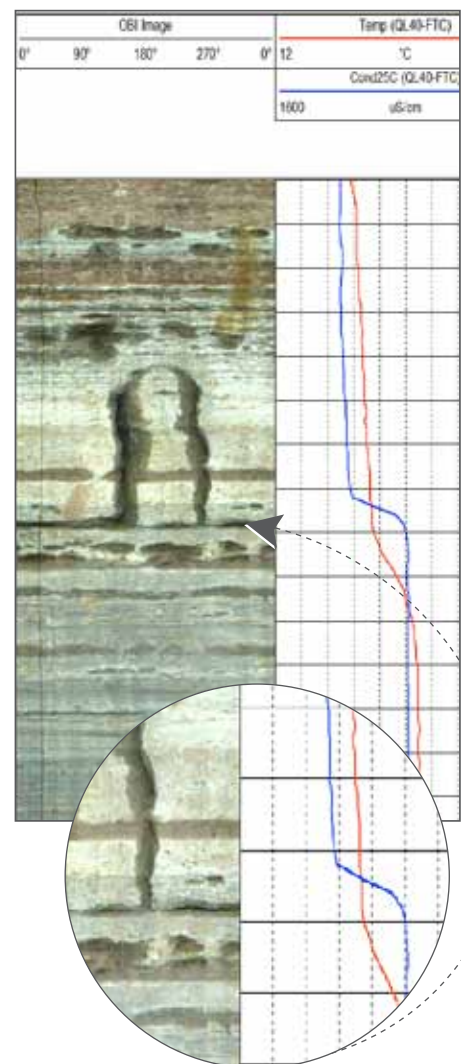 OBI Image
Temp (QL40-FTC)
0° 90° 180° 270° 0° 12 °C
Cond25C (QL40-FTC)
1600 uS/cm